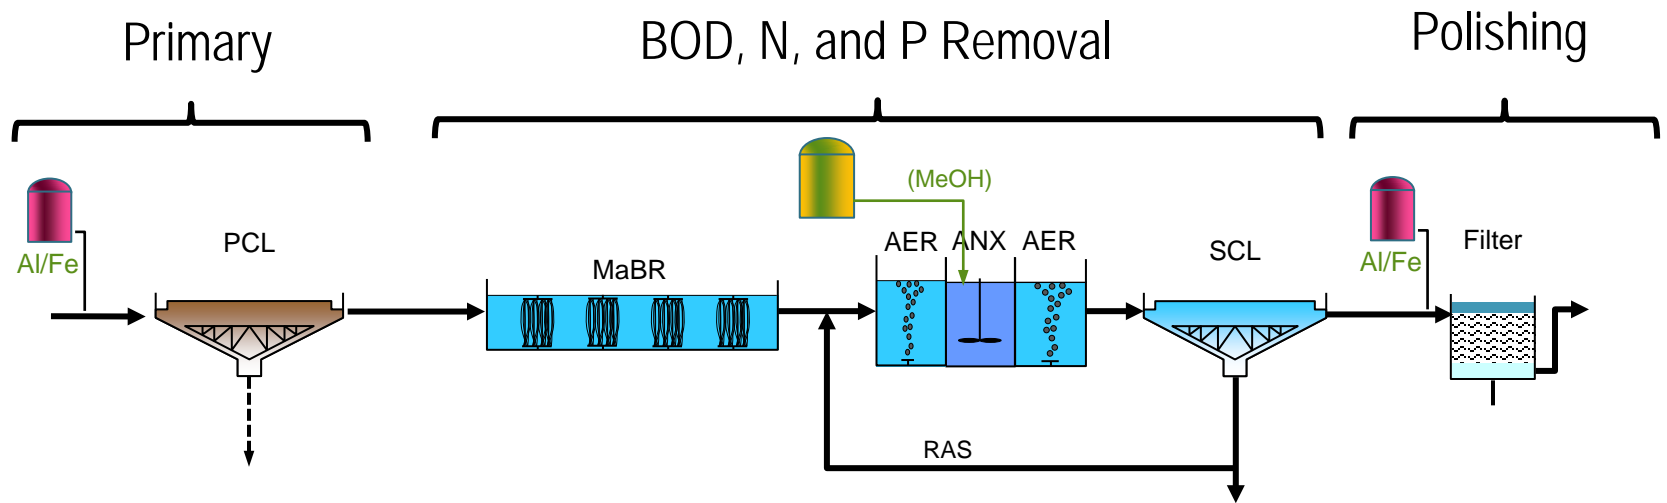 Primary
BOD, N, and P Removal
Polishing
(MeOH)
Al/Fe
PCL
MaBR
AER
ANX
AER
SCL
Al/Fe
Filter
RAS